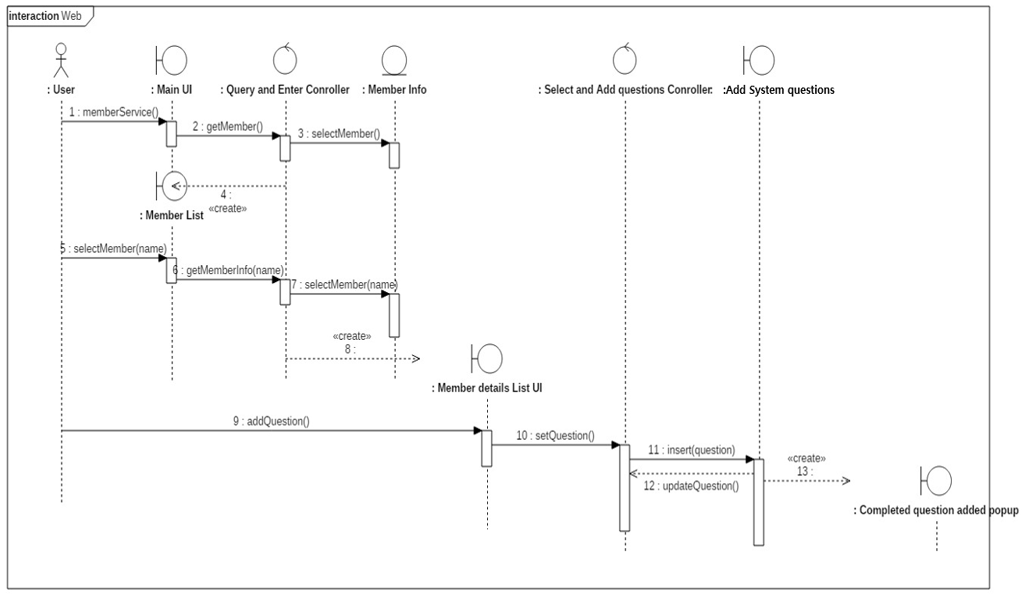 interaction Web
: User
: Main UI
: Query and Enter Conroller
: Member Info
: Select and Add questions Conroller.
:Add System questions
1 : memberService()
2 : getMember()
3 : selectMember()
4 :
«create»
: Member List
5 : selectMember(name)
6 : getMemberInfo(name)
7 : selectMember(name)
«create»
8 :
: Member details List UI
9 : addQuestion()
10 : setQuestion()
11 : insert(question)
12 : updateQuestion()
«create»
13 :
: Completed question added popup